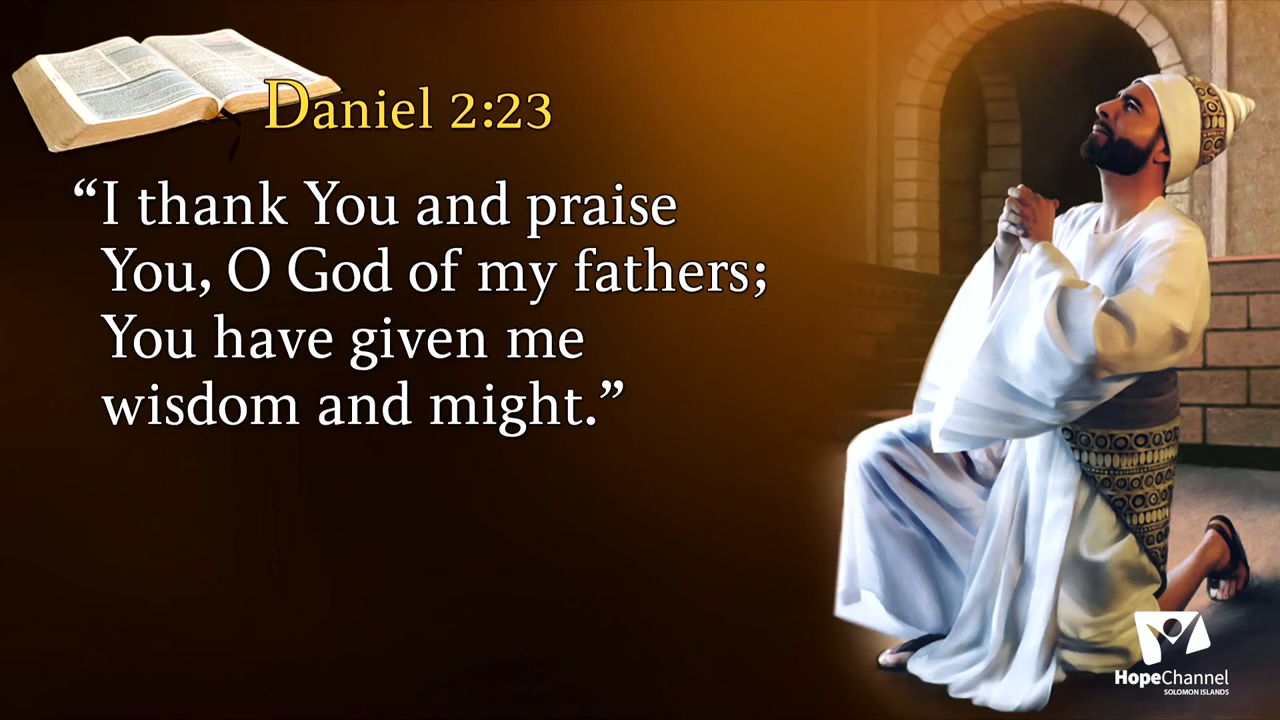 Daniel 2:23
“I thank You and praise
You, O God of my fathers;
You have given me
wisdom and might.”
HopeChannel
SOLOMON ISLANDS